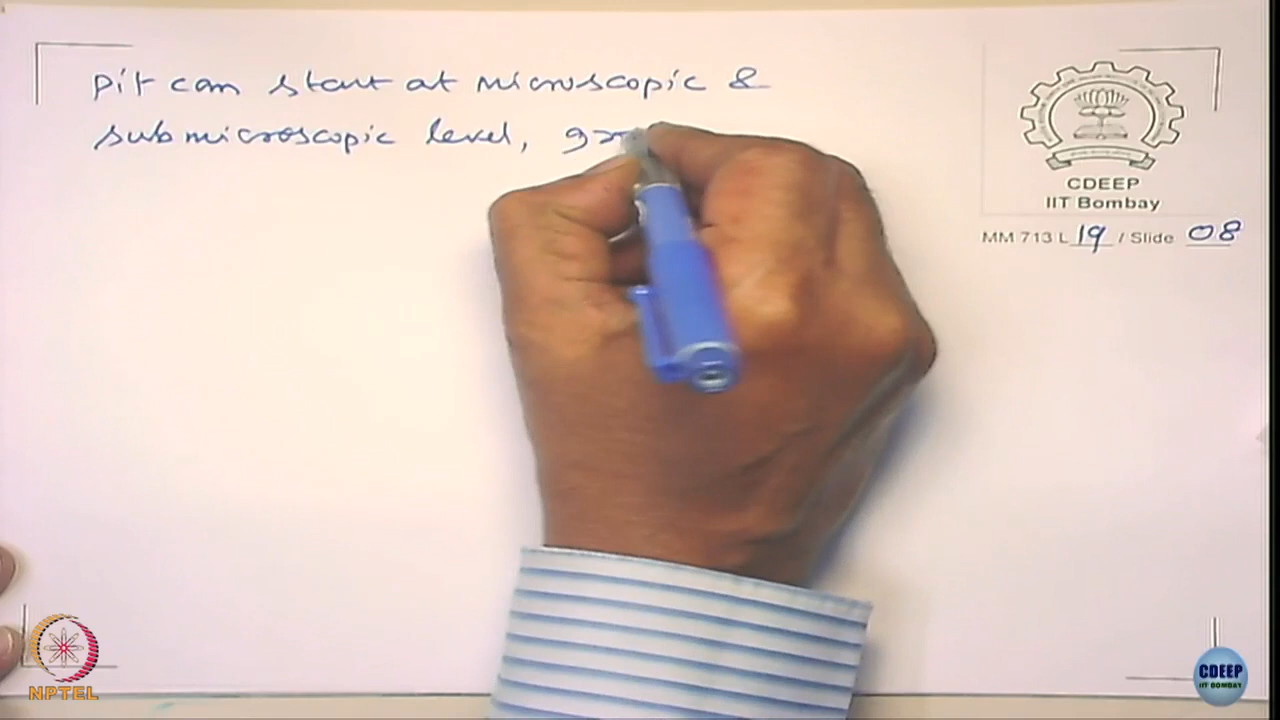 pit can start at microscopic &
submicroscopic level,
CDEEP
IIT Bombay
MM 713 L 19 / Slide 08
NPTEL
CDEEP
IIT BOMBAY